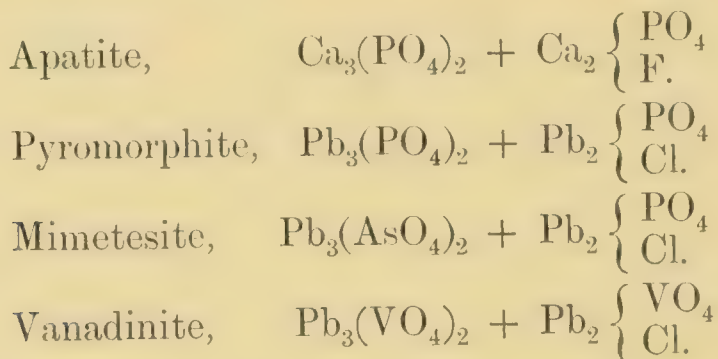 Apatite, Ca₃(PO₄)₂ + Ca₂ { PO₄ F.
Pyromorphite, Pb₃(PO₄)₂ + Pb₂ { PO₄ Cl.
Mimetesite, Pb₃(AsO₄)₂ + Pb₂ { PO₄ Cl.
Vanadinite, Pb₃(VO₄)₂ + Pb₂ { VO₄ Cl.